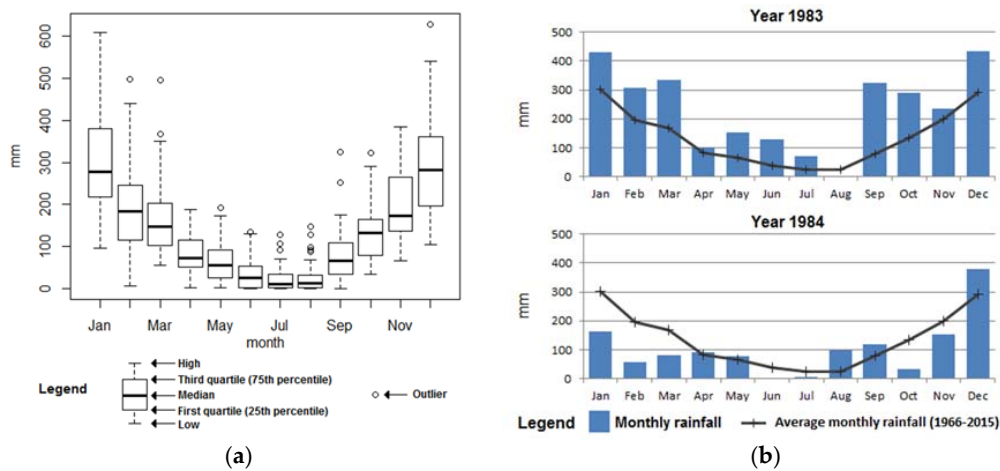 600
500
400
300
200
100
0
mm
Jan Mar May Jul Sep Nov
month
Legend
High
Third quartile (75th percentile)
Median
First quartile (25th percentile)
Low
Outlier
(a)
Year 1983
500
400
300
200
100
0
mm
Jan Feb Mar Apr May Jun Jul Aug Sep Oct Nov Dec
Year 1984
500
400
300
200
100
0
mm
Jan Feb Mar Apr May Jun Jul Aug Sep Oct Nov Dec
Legend Monthly rainfall Average monthly rainfall (1966-2015)
(b)